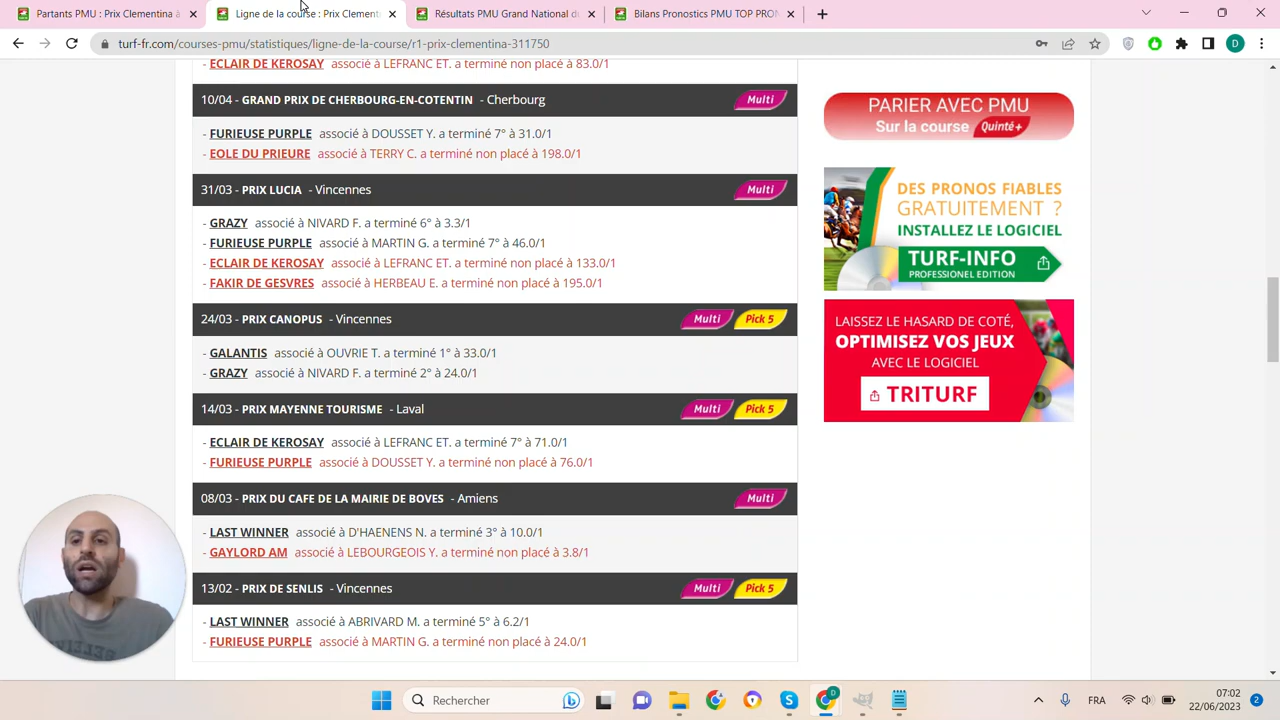 Partants PMU : Prix Clementina à
Ligne de la course : Prix Clement
Résultats PMU Grand National du
Bilans Pronostics PMU TOP PRON
turf-fr.com/courses-pmu/statistiques/ligne-de-la-course/r1-prix-clementina-311750
D
- ECLAIR DE KEROSAY associé à LEFRANC ET. a terminé non placé à 83.0/1
10/04 - GRAND PRIX DE CHERBOURG-EN-COTENTIN - Cherbourg Multi
- FURIEUSE PURPLE associé à DOUSSET Y. a terminé 7° à 31.0/1
- EOLE DU PRIEURE associé à TERRY C. a terminé non placé à 198.0/1
31/03 - PRIX LUCIA - Vincennes Multi
- GRAZY associé à NIVARD F. a terminé 6° à 3.3/1
- FURIEUSE PURPLE associé à MARTIN G. a terminé 7° à 46.0/1
- ECLAIR DE KEROSAY associé à LEFRANC ET. a terminé non placé à 133.0/1
- FAKIR DE GESVRES associé à HERBEAU E. a terminé non placé à 195.0/1
24/03 - PRIX CANOPUS - Vincennes Multi Pick 5
- GALANTIS associé à OUVRIE T. a terminé 1° à 33.0/1
- GRAZY associé à NIVARD F. a terminé 2° à 24.0/1
14/03 - PRIX MAYENNE TOURISME - Laval Multi Pick 5
- ECLAIR DE KEROSAY associé à LEFRANC ET. a terminé 7° à 71.0/1
- FURIEUSE PURPLE associé à DOUSSET Y. a terminé non placé à 76.0/1
08/03 - PRIX DU CAFE DE LA MAIRIE DE BOVES - Amiens Multi
- LAST WINNER associé à D'HAENENS N. a terminé 3° à 10.0/1
- GAYLORD AM associé à LEBOURGEOIS Y. a terminé non placé à 3.8/1
13/02 - PRIX DE SENLIS - Vincennes Multi Pick 5
- LAST WINNER associé à ABRIVARD M. a terminé 5° à 6.2/1
- FURIEUSE PURPLE associé à MARTIN G. a terminé non placé à 24.0/1
PARIER AVEC PMU
Sur la course Quinté+
DES PRONOS FIABLES
GRATUITEMENT ?
INSTALLEZ LE LOGICIEL
TURF-INFO
PROFESSIONEL EDITION
LAISSEZ LE HASARD DE COTÉ,
OPTIMISEZ VOS JEUX
AVEC LE LOGICIEL
TRITURF
Rechercher
FRA
07:02
22/06/2023
2